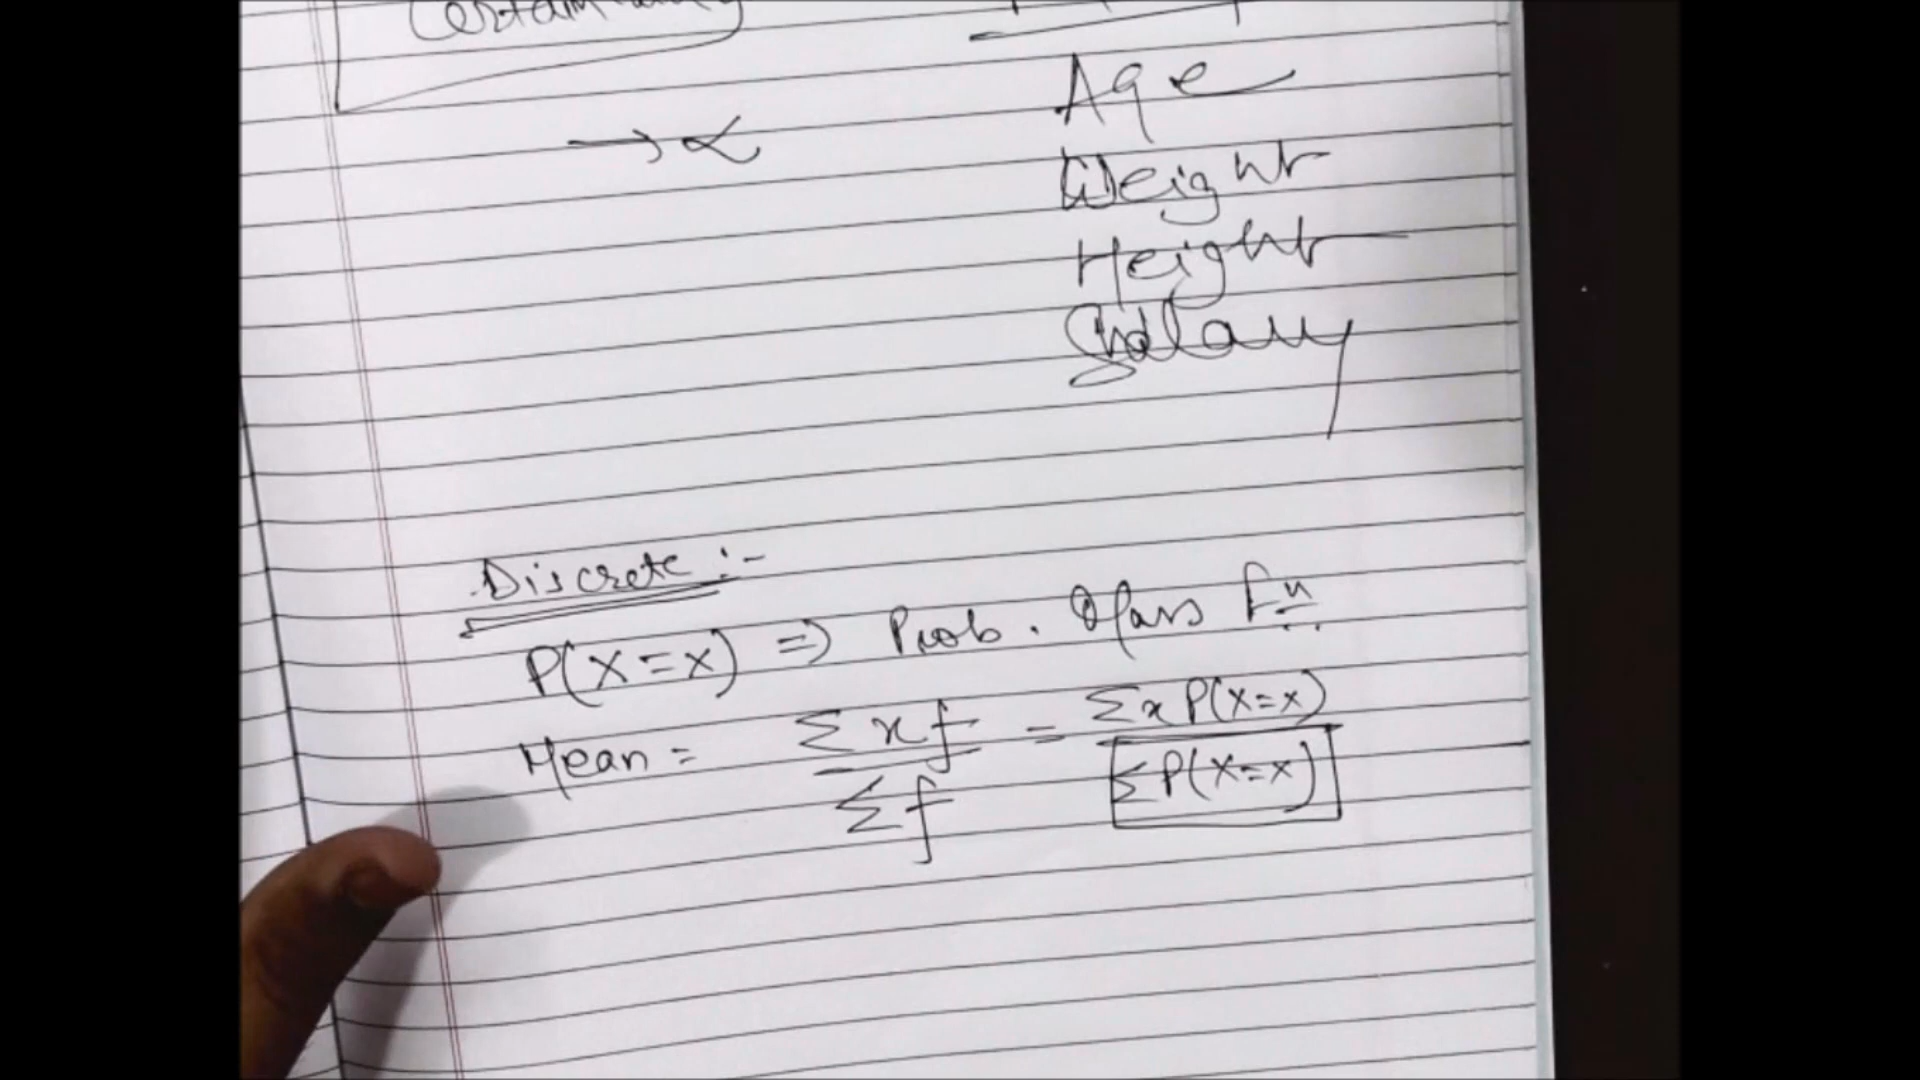 → ∝
Age
Weight
Height
Salary
Discrete :-
P(X=x) => Prob. Mass Fn
Mean = Σxf / Σf = Σx P(X=x) / ΣP(X=x)